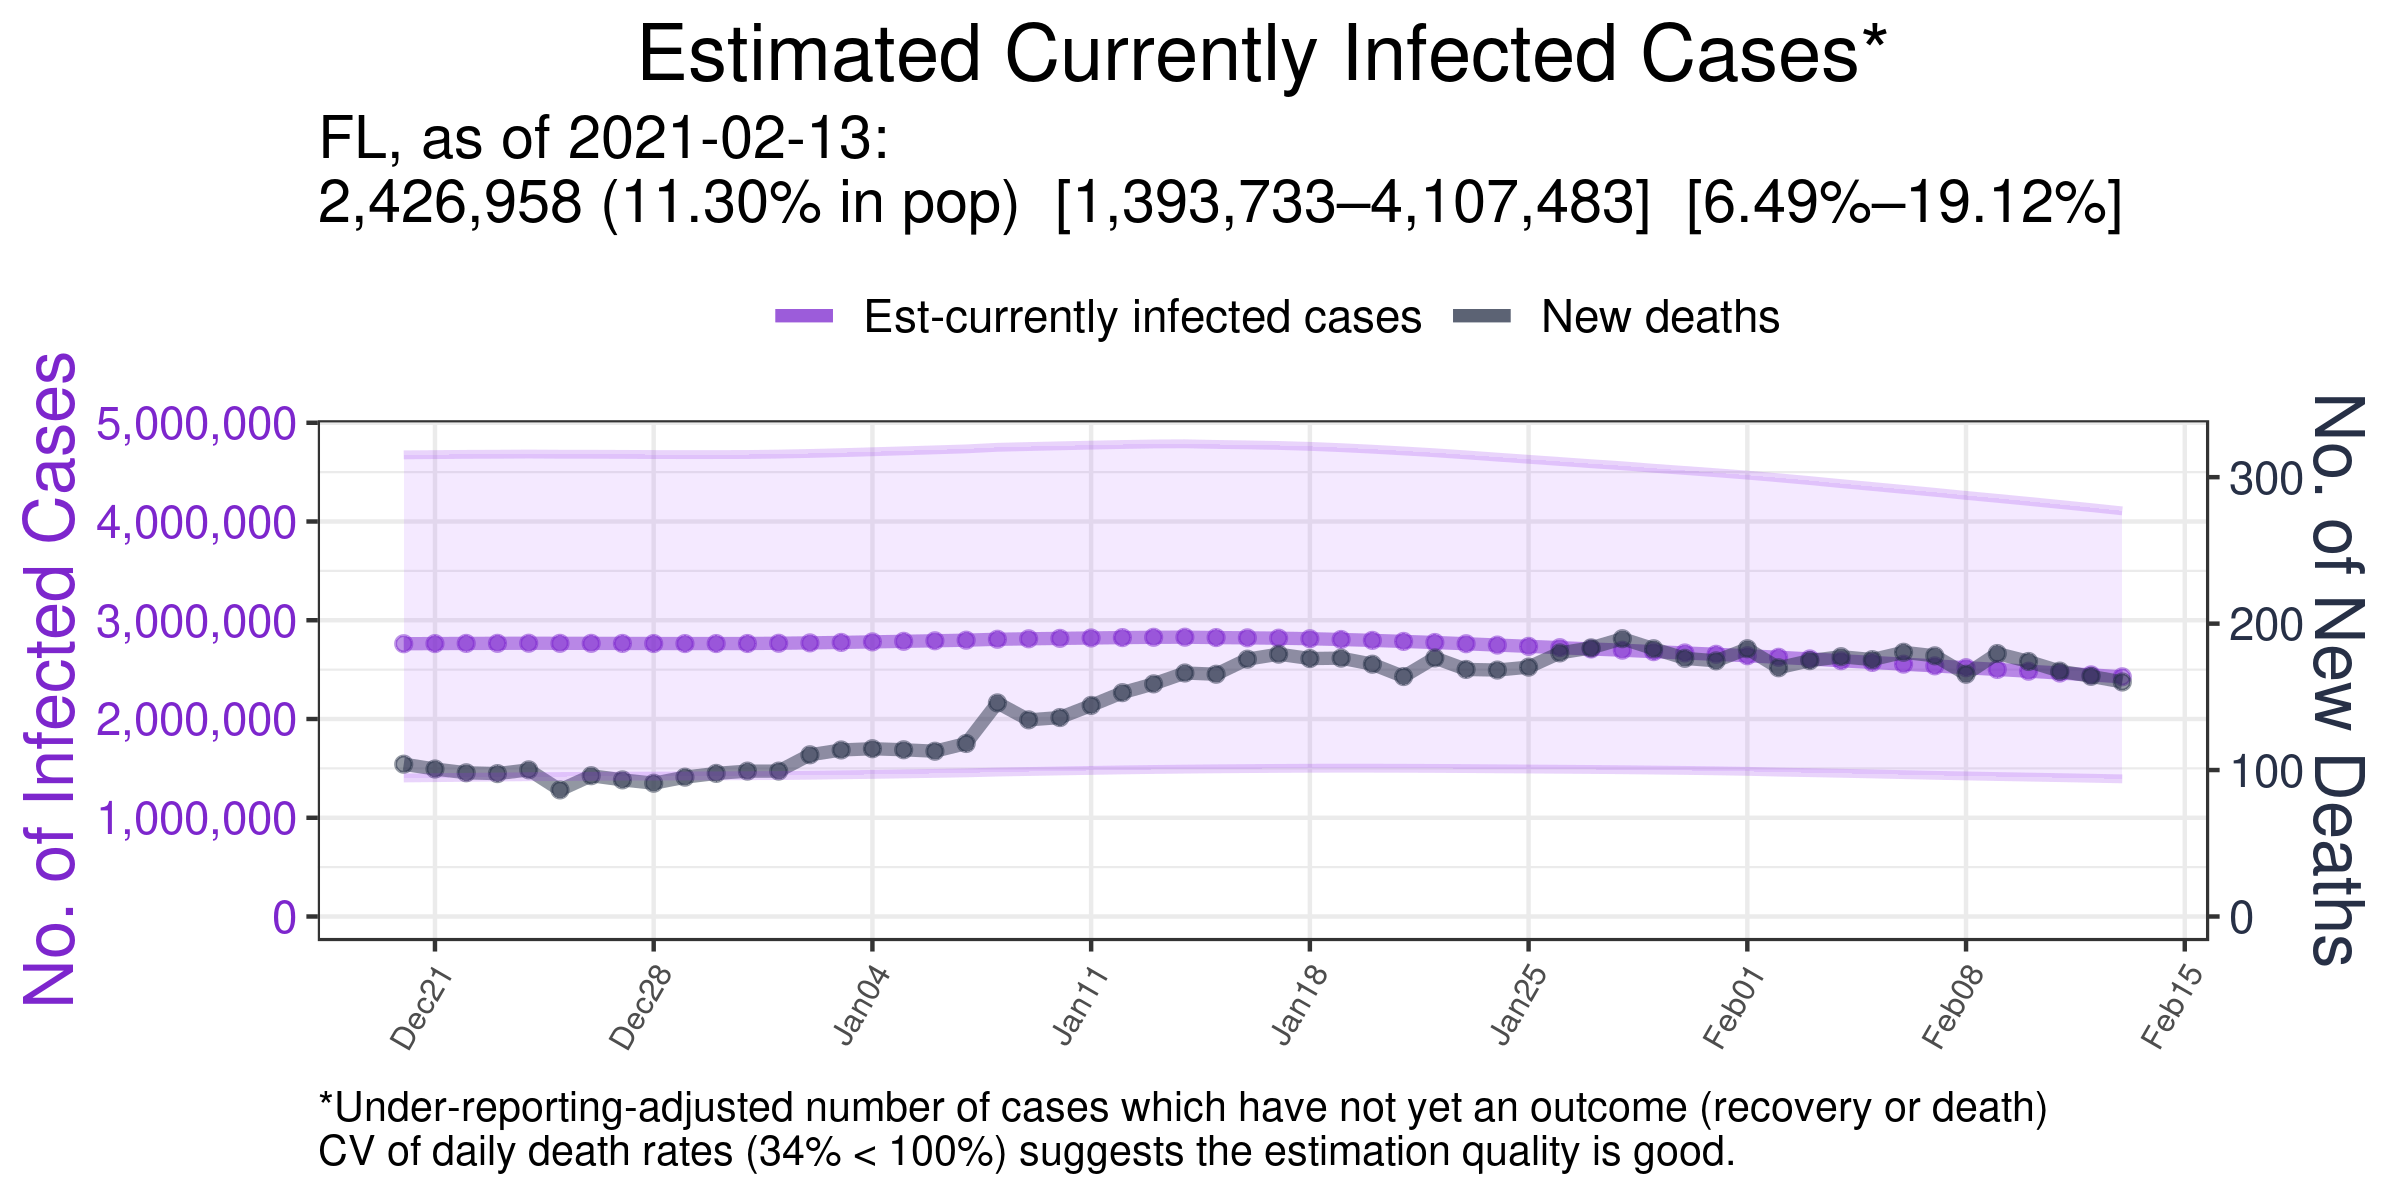 Estimated Currently Infected Cases*
FL, as of 2021-02-13:
2,426,958 (11.30% in pop)  [1,393,733–4,107,483]  [6.49%–19.12%]
Est-currently infected cases
New deaths
No. of Infected Cases
5,000,000
4,000,000
3,000,000
2,000,000
1,000,000
0
No. of New Deaths
300
200
100
0
Dec21
Dec28
Jan04
Jan11
Jan18
Jan25
Feb01
Feb08
Feb15
*Under-reporting-adjusted number of cases which have not yet an outcome (recovery or death)
CV of daily death rates (34% < 100%) suggests the estimation quality is good.